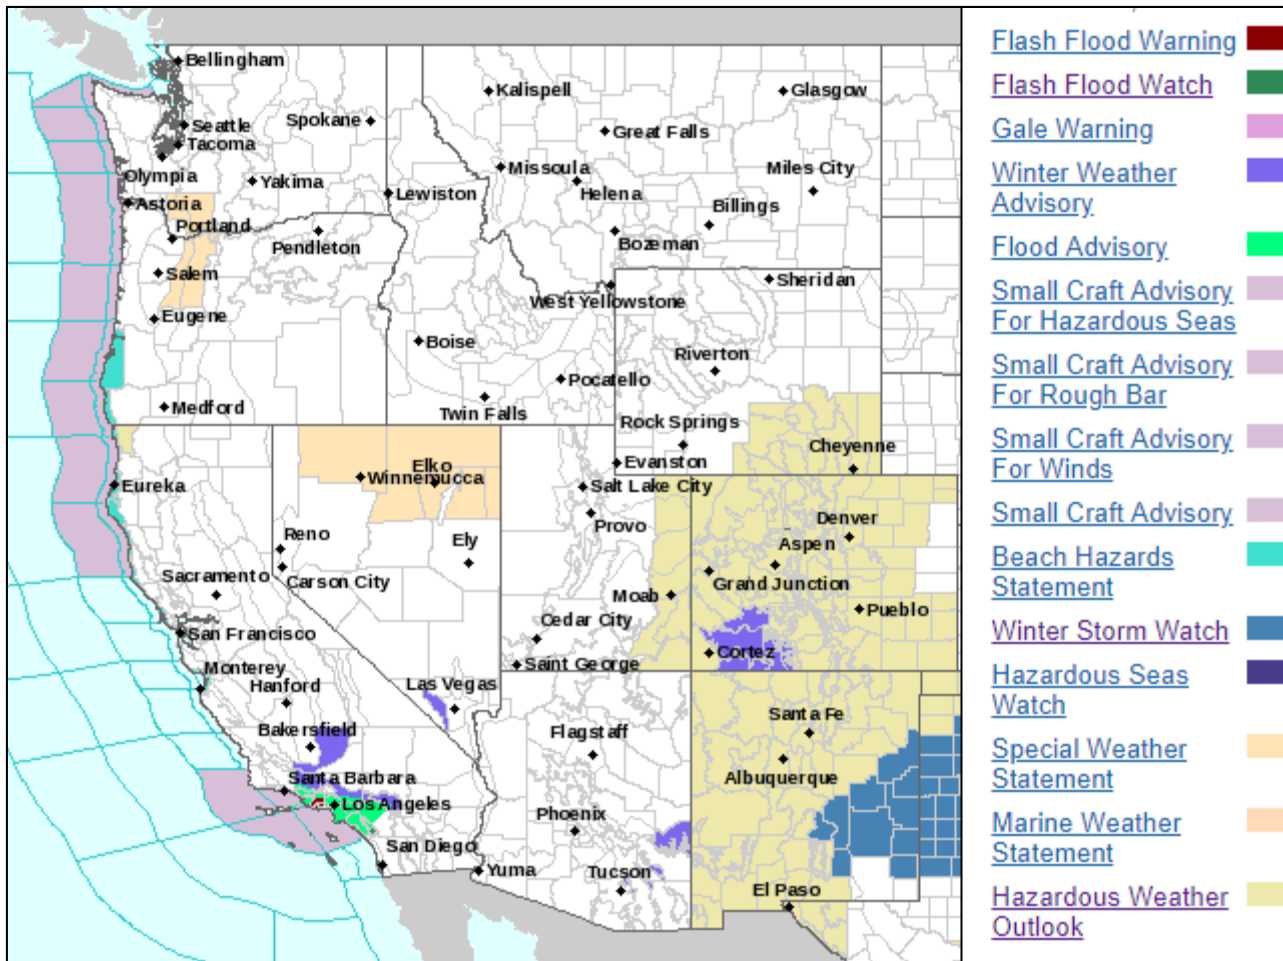 Bellingham
Kalispell
Glasgow
Seattle
Spokane
Great Falls
Tacoma
Missoula
Miles City
Olympia
Yakima
Lewiston
Helena
Astoria
Billings
Portland
Pendleton
Bozeman
Salem
Sheridan
West Yellowstone
Eugene
Boise
Riverton
Pocatello
Medford
Twin Falls
Rock Springs
Cheyenne
Elko
Evanston
Winnemucca
Eureka
Salt Lake City
Provo
Denver
Reno
Ely
Aspen
Carson City
Grand Junction
Sacramento
Moab
Pueblo
Cedar City
San Francisco
Cortez
Saint George
Monterey
Las Vegas
Hanford
Santa Fe
Bakersfield
Flagstaff
Albuquerque
Santa Barbara
Los Angeles
Phoenix
San Diego
Yuma
Tucson
El Paso
Flash Flood Warning
Flash Flood Watch
Gale Warning
Winter Weather
Advisory
Flood Advisory
Small Craft Advisory
For Hazardous Seas
Small Craft Advisory
For Rough Bar
Small Craft Advisory
For Winds
Small Craft Advisory
Beach Hazards
Statement
Winter Storm Watch
Hazardous Seas
Watch
Special Weather
Statement
Marine Weather
Statement
Hazardous Weather
Outlook